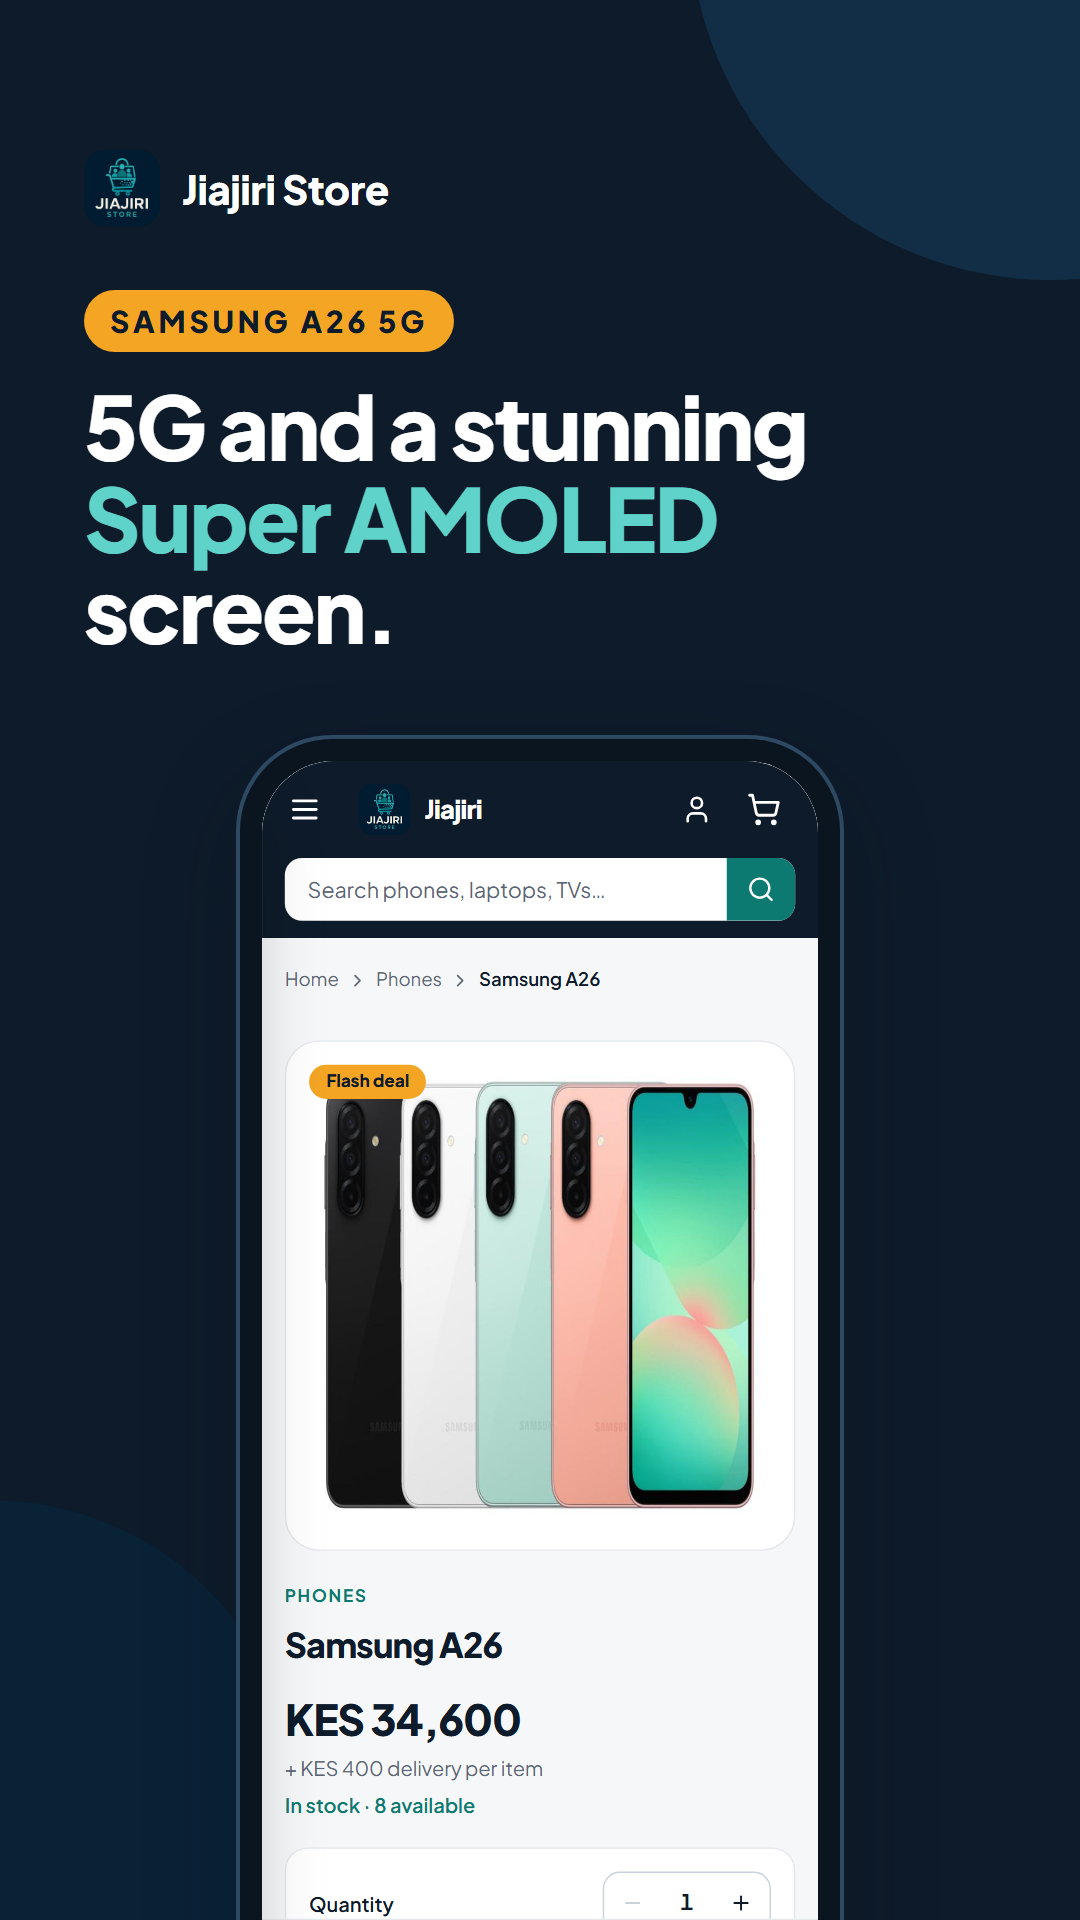 JIAJIRI
STORE
Jiajiri Store
SAMSUNG A26 5G
5G and a stunning
Super AMOLED
screen.
JIAJIRI
STORE
Jiajiri
Search phones, laptops, TVs...
Home > Phones > Samsung A26
Flash deal
SAMSUNG
PHONES
Samsung A26
KES 34,600
+ KES 400 delivery per item
In stock · 8 available
Quantity
− 1 +